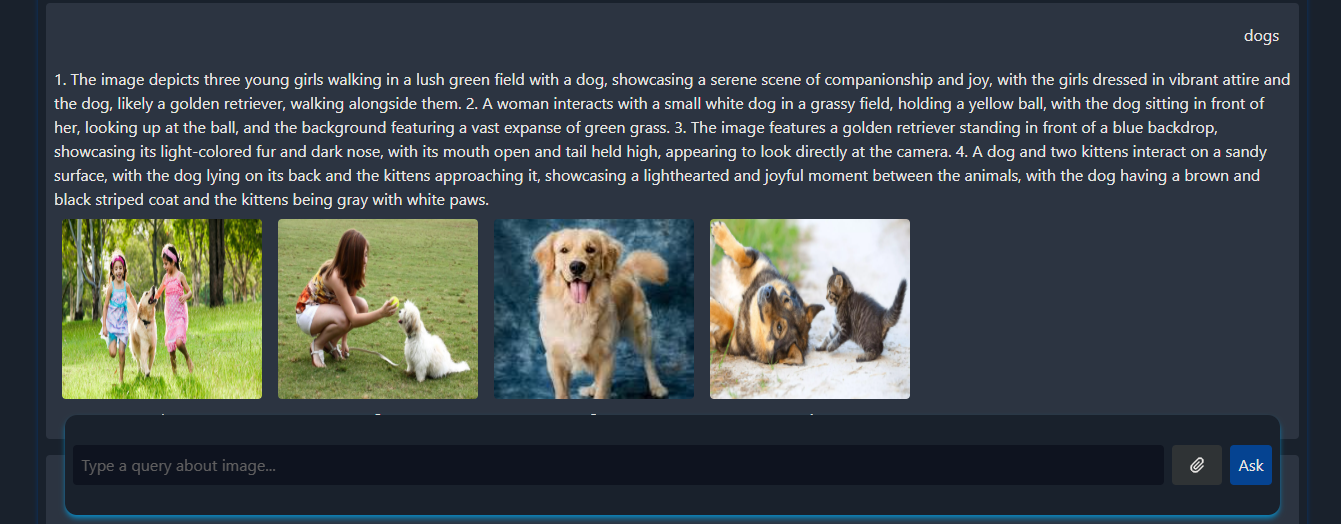 dogs
1. The image depicts three young girls walking in a lush green field with a dog, showcasing a serene scene of companionship and joy, with the girls dressed in vibrant attire and
the dog, likely a golden retriever, walking alongside them. 2. A woman interacts with a small white dog in a grassy field, holding a yellow ball, with the dog sitting in front of
her, looking up at the ball, and the background featuring a vast expanse of green grass. 3. The image features a golden retriever standing in front of a blue backdrop,
showcasing its light-colored fur and dark nose, with its mouth open and tail held high, appearing to look directly at the camera. 4. A dog and two kittens interact on a sandy
surface, with the dog lying on its back and the kittens approaching it, showcasing a lighthearted and joyful moment between the animals, with the dog having a brown and
black striped coat and the kittens being gray with white paws.
Type a query about image...
Ask